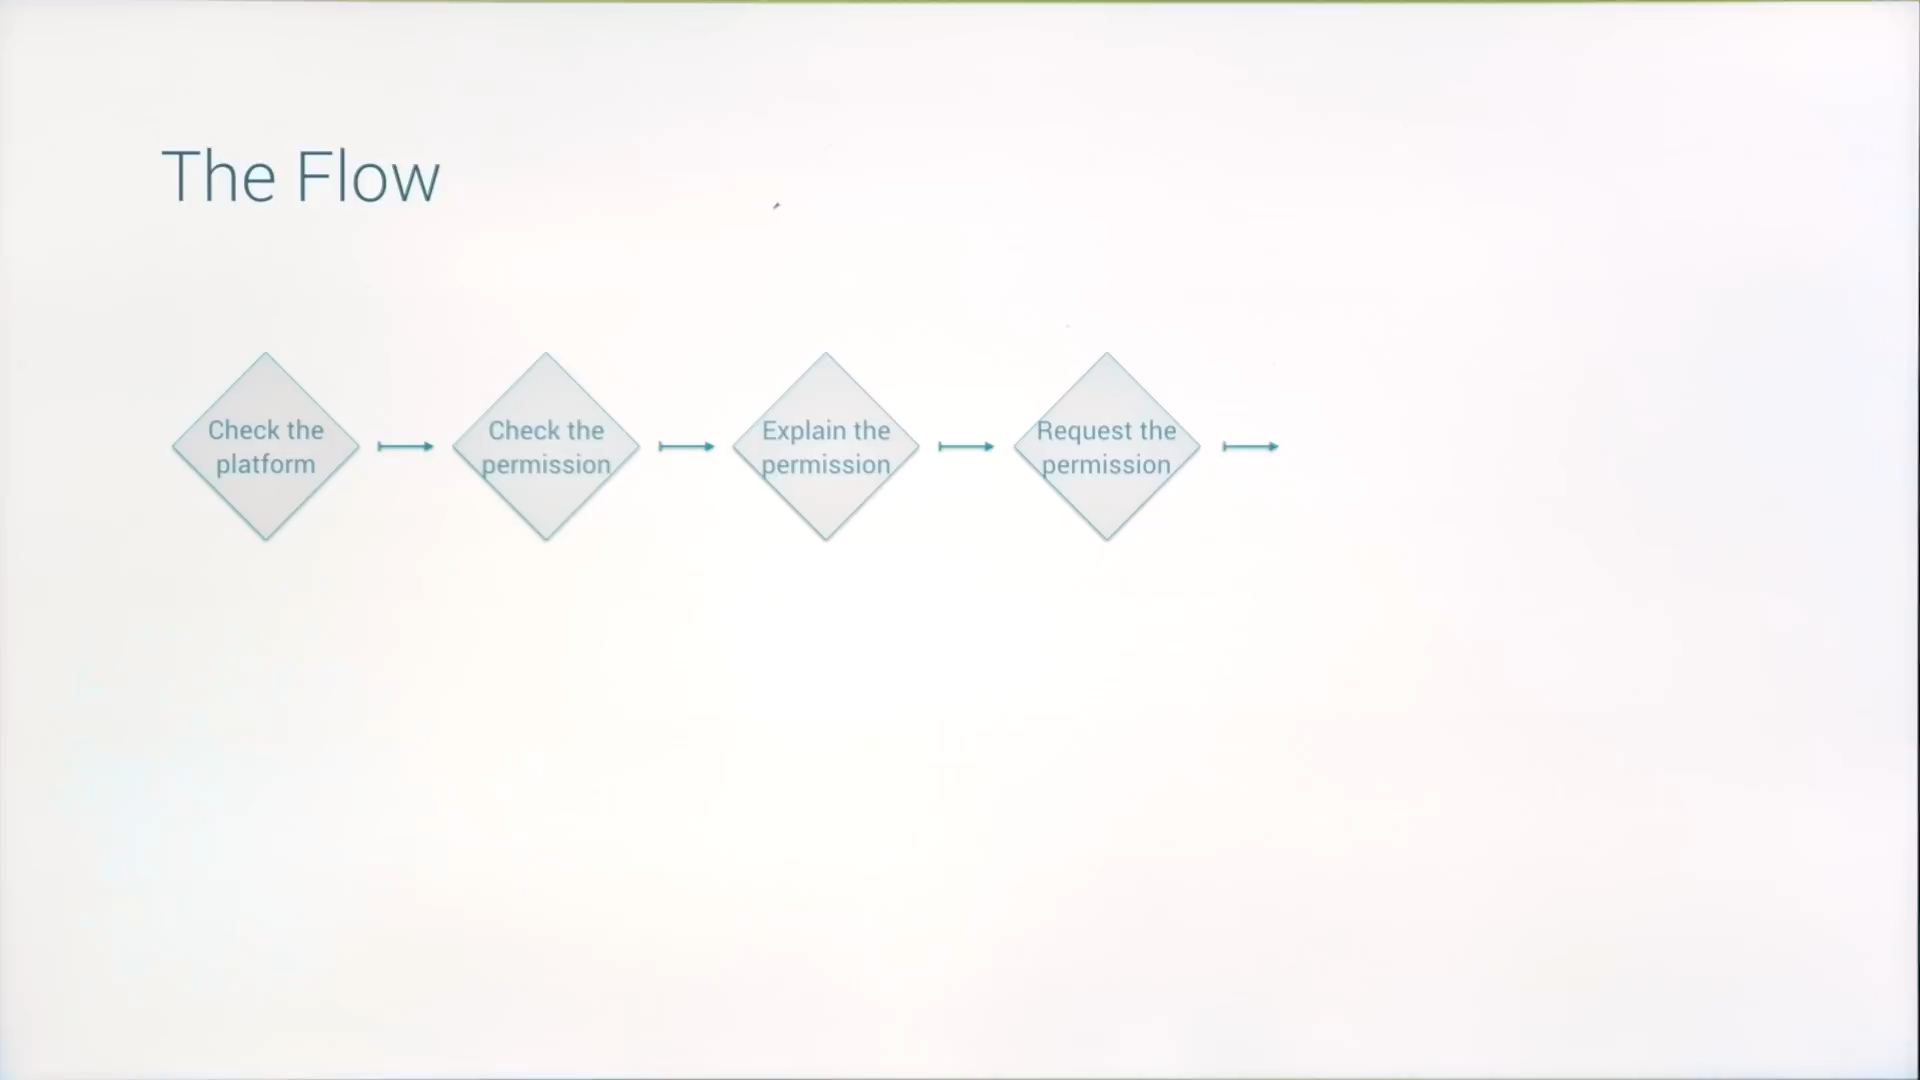 The Flow
Check the
platform
Check the
permission
Explain the
permission
Request the
permission